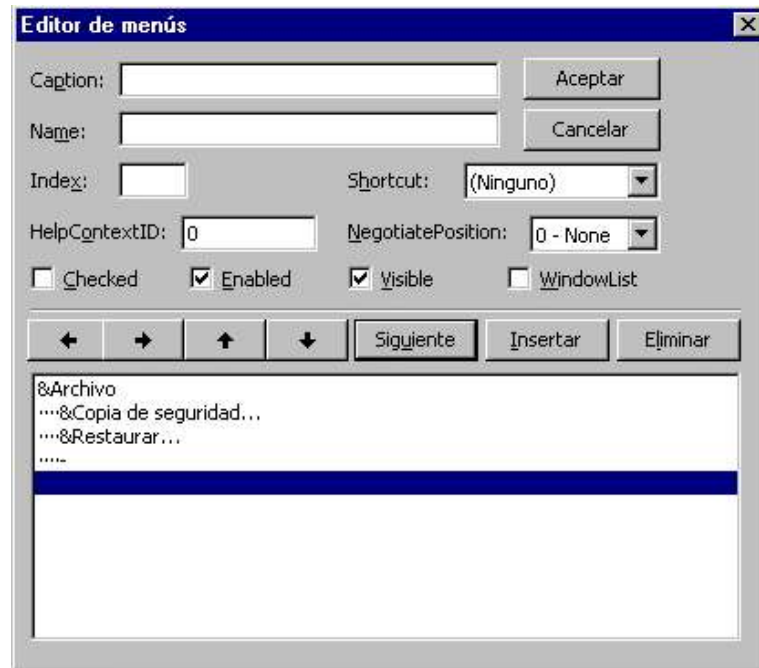 Editor de menús
Caption:
Aceptar
Name:
Cancelar
Index:
Shortcut: (Ninguno)
HelpContextID: 0
NegotiatePosition: 0 - None
Checked Enabled Visible WindowList
Siguiente Insertar Eliminar
&Archivo
····&Copia de seguridad...
····&Restaurar...
····-